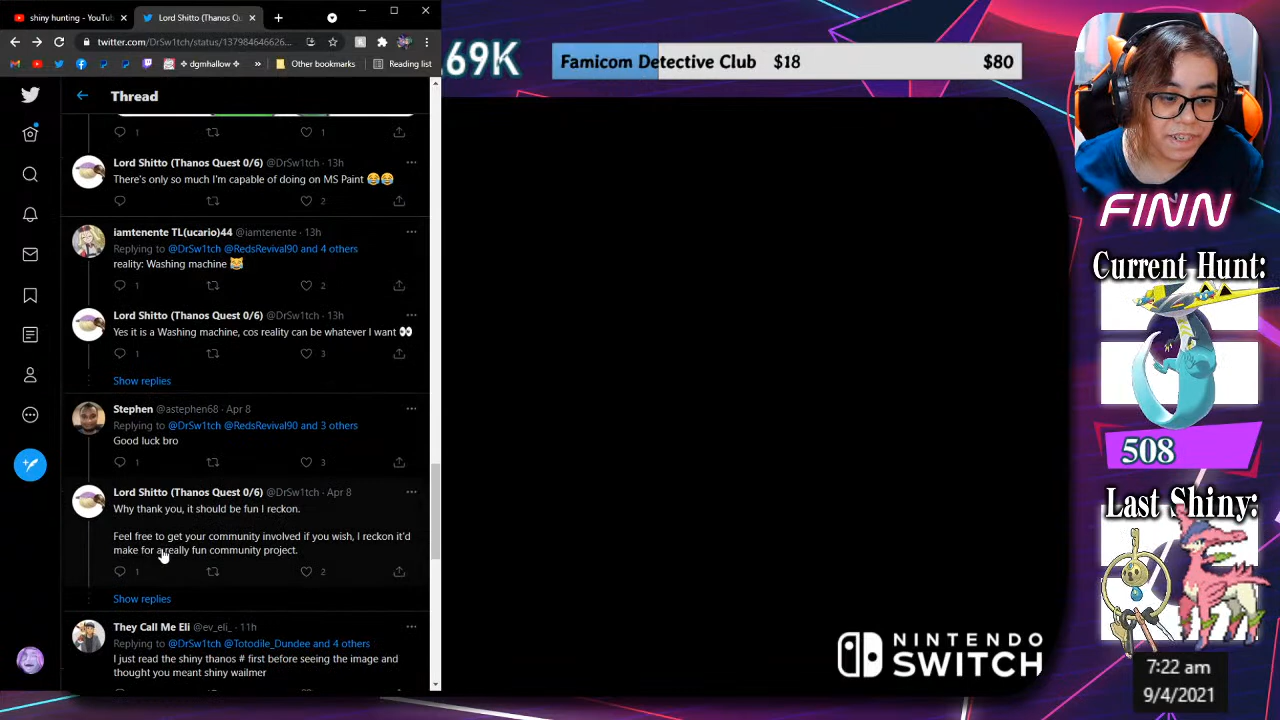 shiny hunting - YouTu
Lord Shitto (Thanos Qu
twitter.com/DrSw1tch/status/137984646626...
dgmhallow
Other bookmarks
Reading list
Thread
1
1
Lord Shitto (Thanos Quest 0/6) @DrSw1tch · 13h
There's only so much I'm capable of doing on MS Paint 😂😂
2
iamtenente TL(ucario)44 @iamtenente · 13h
Replying to @DrSw1tch @RedsRevival90 and 4 others
reality: Washing machine 😹
1
2
Lord Shitto (Thanos Quest 0/6) @DrSw1tch · 13h
Yes it is a Washing machine, cos reality can be whatever I want 👀
1
3
Show replies
Stephen @astephen68 · Apr 8
Replying to @DrSw1tch @RedsRevival90 and 3 others
Good luck bro
1
3
Lord Shitto (Thanos Quest 0/6) @DrSw1tch · Apr 8
Why thank you, it should be fun I reckon.
Feel free to get your community involved if you wish, I reckon it'd
make for a really fun community project.
1
2
Show replies
They Call Me Eli @ev_eli_ · 11h
Replying to @DrSw1tch @Totodile_Dundee and 4 others
I just read the shiny thanos # first before seeing the image and
thought you meant shiny wailmer
69K
Famicom Detective Club $18 $80
FINN
Current Hunt:
508
Last Shiny:
NINTENDO
SWITCH
7:22 am
9/4/2021